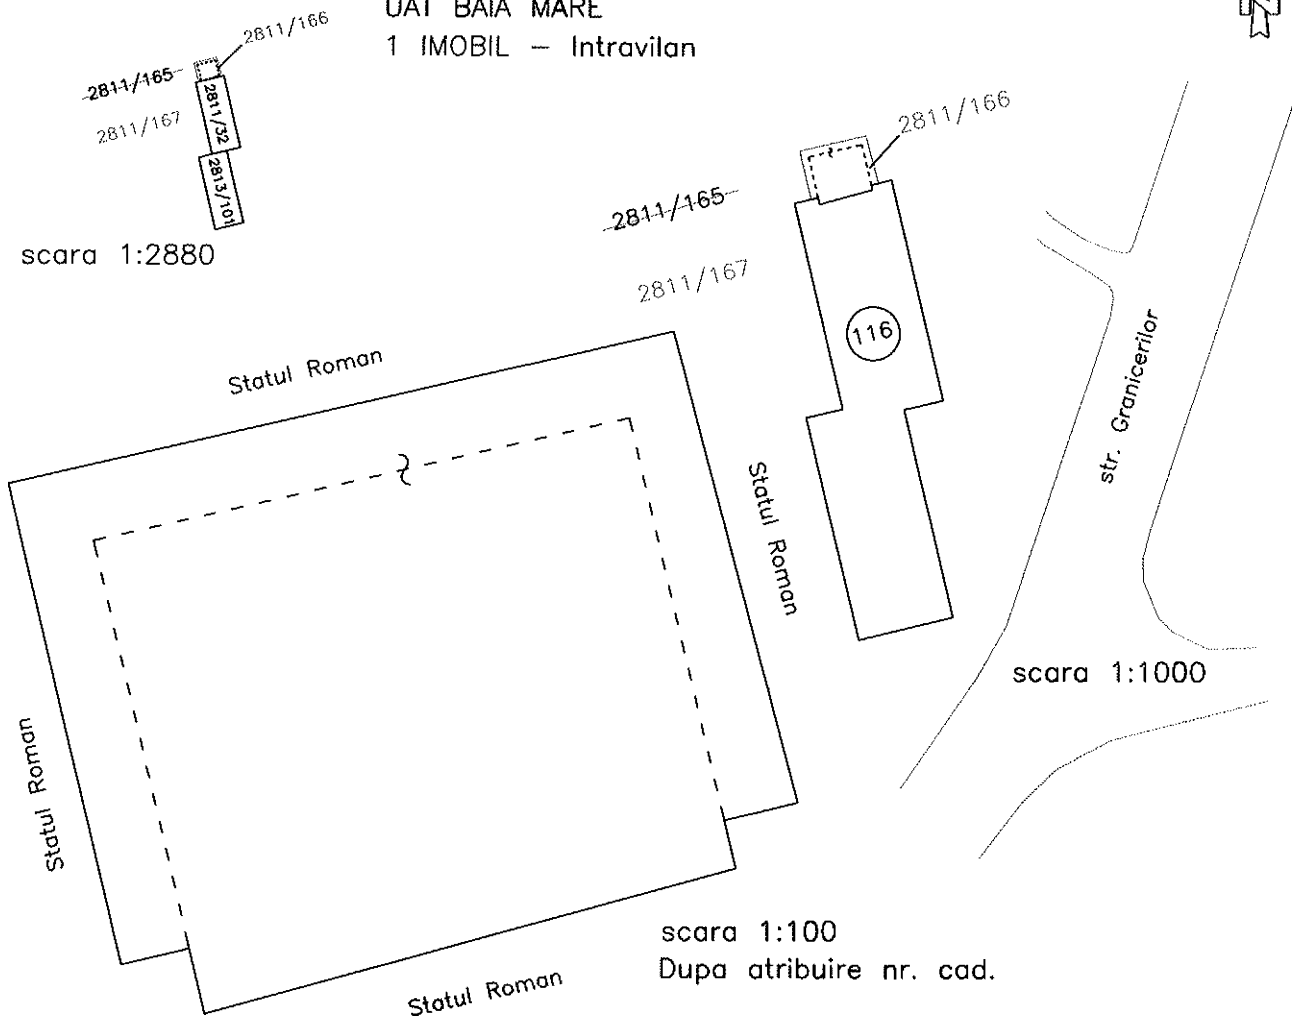 UAT BAIA MARE
1 IMOBIL - Intravilan
2811/166
2811/165
2811/167
2811/32
2813/101
scara 1:2880
2811/166
2811/165
2811/167
116
str. Granicerilor
scara 1:1000
Statul Roman
Statul Roman
Statul Roman
Statul Roman
scara 1:100
Dupa atribuire nr. cad.
N